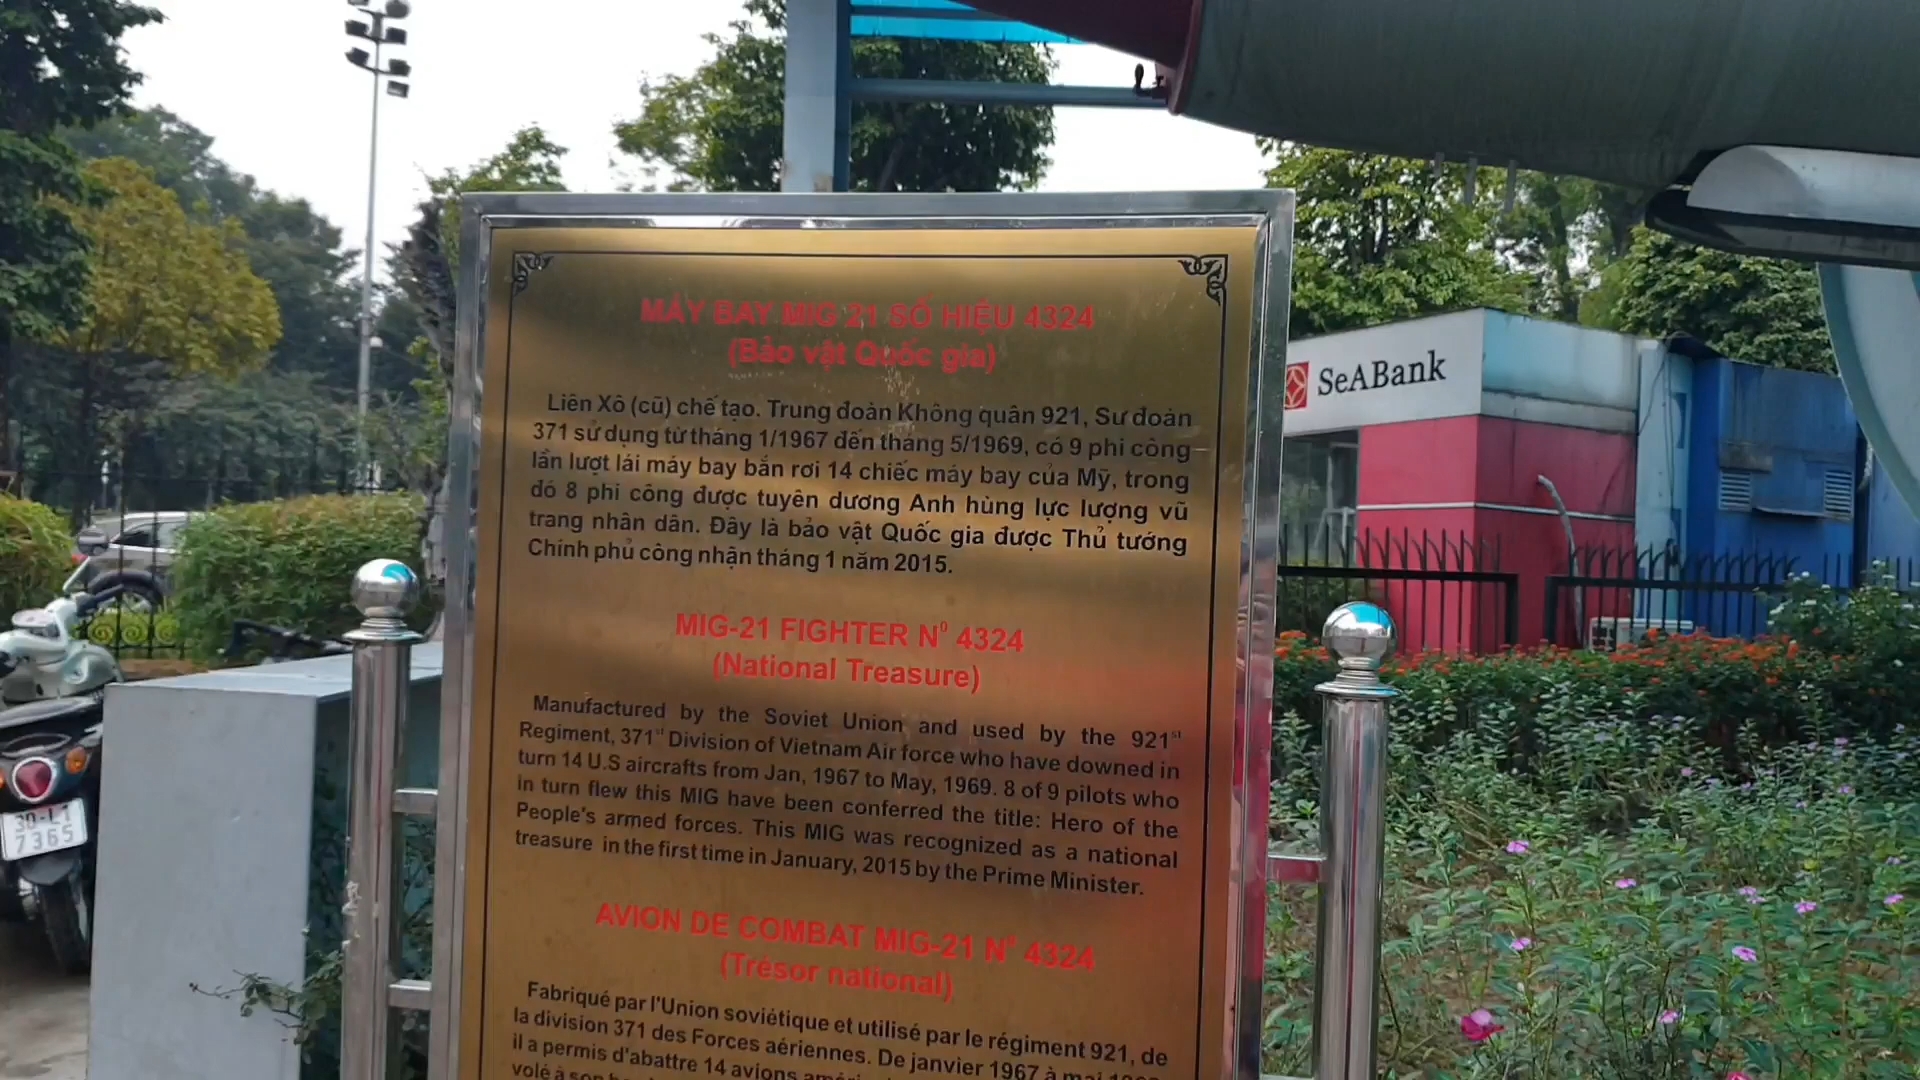 MÁY BAY MIG 21 SỐ HIỆU 4324
(Bảo vật Quốc gia)
Liên Xô (cũ) chế tạo. Trung đoàn Không quân 921, Sư đoàn
371 sử dụng từ tháng 1/1967 đến tháng 5/1969, có 9 phi công
lần lượt lái máy bay bắn rơi 14 chiếc máy bay của Mỹ, trong
đó 8 phi công được tuyên dương Anh hùng lực lượng vũ
trang nhân dân. Đây là bảo vật Quốc gia được Thủ tướng
Chính phủ công nhận tháng 1 năm 2015.
MIG-21 FIGHTER N⁰ 4324
(National Treasure)
Manufactured by the Soviet Union and used by the 921ˢᵗ
Regiment, 371ˢᵗ Division of Vietnam Air force who have downed in
turn 14 U.S aircrafts from Jan, 1967 to May, 1969. 8 of 9 pilots who
in turn flew this MIG have been conferred the title: Hero of the
People's armed forces. This MIG was recognized as a national
treasure in the first time in January, 2015 by the Prime Minister.
AVION DE COMBAT MIG-21 N⁰ 4324
(Trésor national)
Fabriqué par l'Union soviétique et utilisé par le régiment 921, de
la division 371 des Forces aériennes. De janvier 1967 à mai
il a permis d'abattre 14 avions
volé à son
SeABank
30-L1
7365